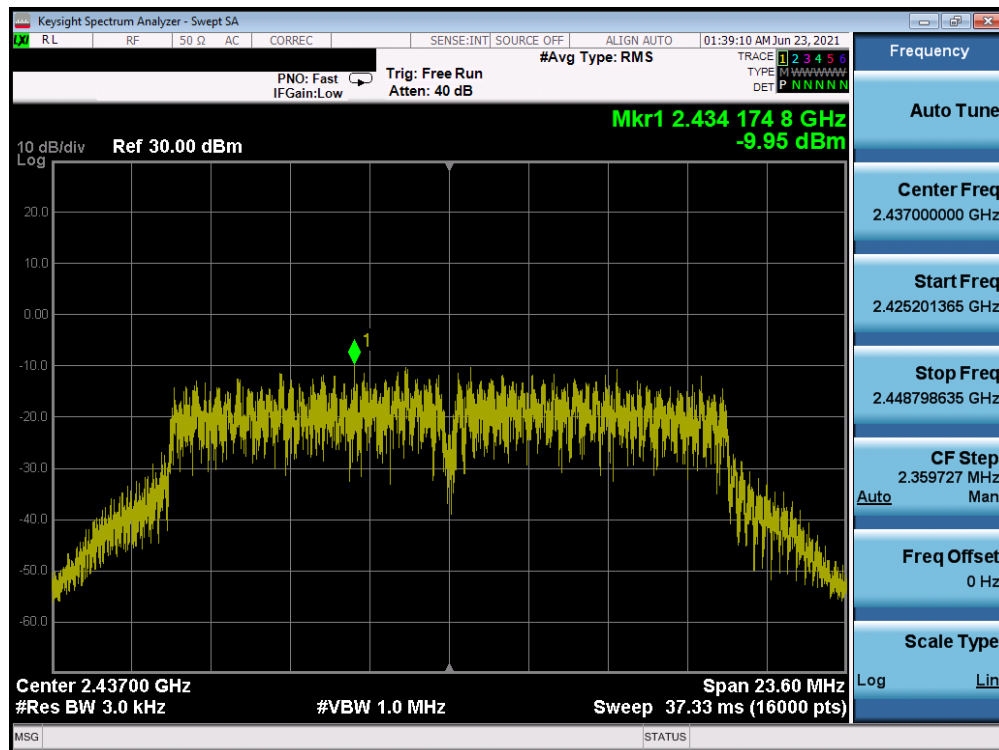 Keysight Spectrum Analyzer - Swept SA
LXI RL RF 50 Ω AC CORREC SENSE:INT SOURCE OFF ALIGN AUTO 01:39:10 AM Jun 23, 2021
#Avg Type: RMS
TRACE 1 2 3 4 5 6
PNO: Fast Trig: Free Run
TYPE M WWWWW
IFGain:Low Atten: 40 dB
DET P N N N N N
Mkr1 2.434 174 8 GHz
-9.95 dBm
10 dB/div Ref 30.00 dBm
Log
20.0
10.0
0.00
1
-10.0
-20.0
-30.0
-40.0
-50.0
-60.0
Center 2.43700 GHz Span 23.60 MHz
#Res BW 3.0 kHz #VBW 1.0 MHz Sweep 37.33 ms (16000 pts)
MSG STATUS
Frequency
Auto Tune
Center Freq
2.437000000 GHz
Start Freq
2.425201365 GHz
Stop Freq
2.448798635 GHz
CF Step
2.359727 MHz
Auto Man
Freq Offset
0 Hz
Scale Type
Log Lin